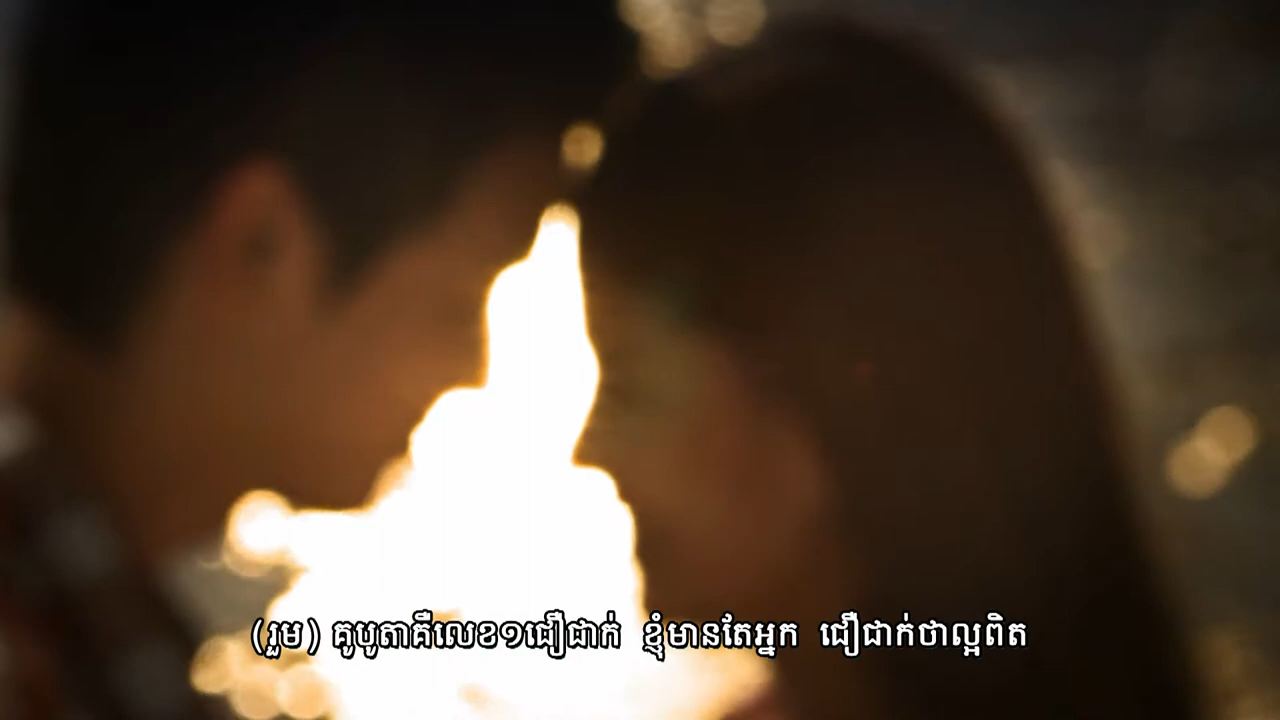 (រួម) គូបូតាគឺលេខ១ជឿជាក់ ខ្ញុំមានតែអ្នក ជឿជាក់ថាល្អពិត